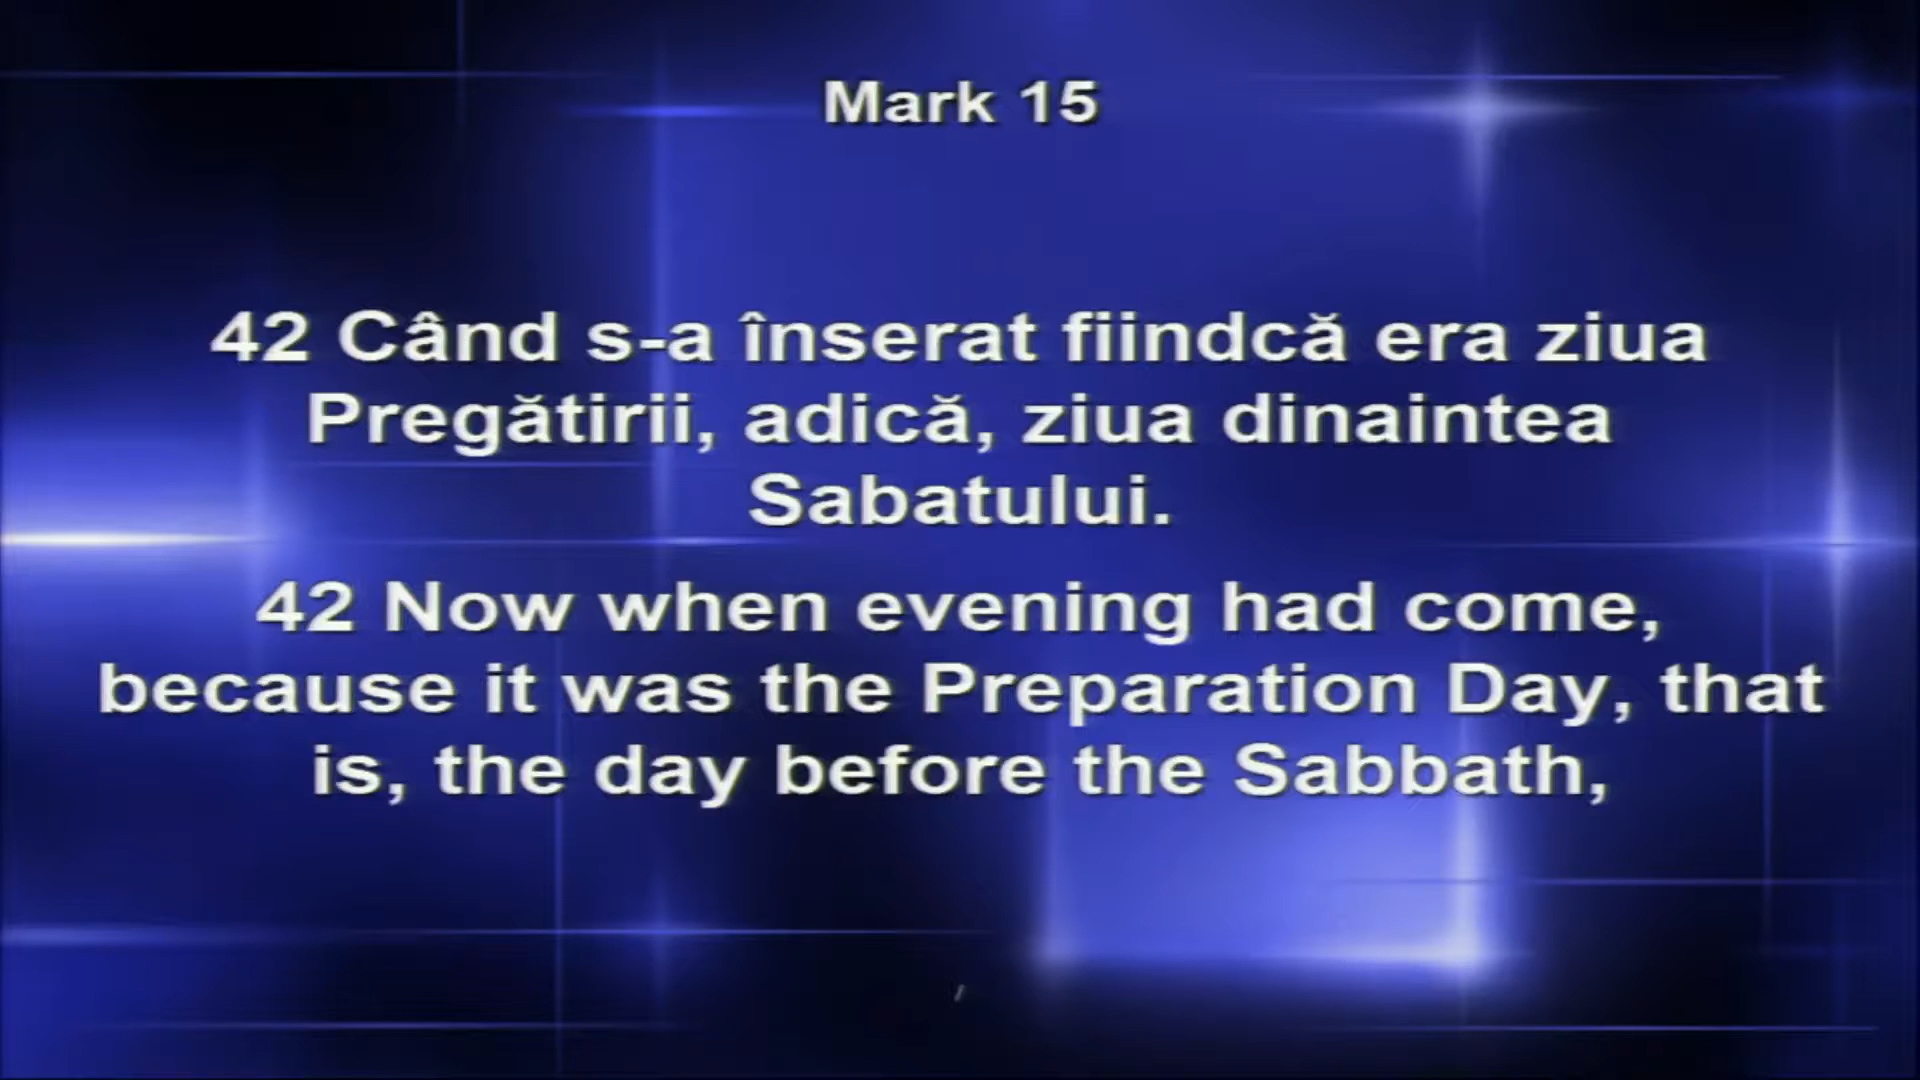 Mark 15
42 Când s-a înserat fiindcă era ziua
Pregătirii, adică, ziua dinaintea
Sabatului.
42 Now when evening had come,
because it was the Preparation Day, that
is, the day before the Sabbath,
/